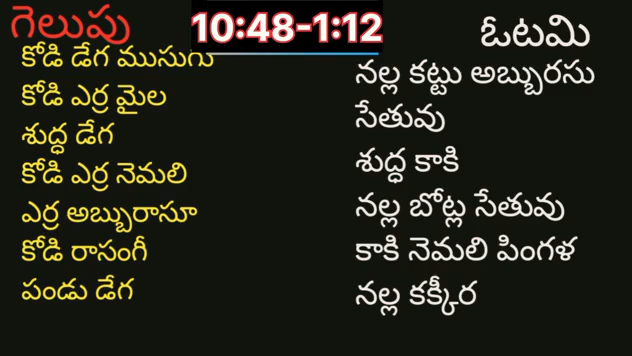 గెలుపు
10:48-1:12
ఓటమి
కోడి డేగ ముసుగు
కోడి ఎర్ర మైల
శుద్ధ డేగ
కోడి ఎర్ర నెమలి
ఎర్ర అబ్బురాసూ
కోడి రాసంగీ
పండు డేగ
నల్ల కట్టు అబ్బురసు
సేతువు
శుద్ధ కాకి
నల్ల బోట్ల సేతువు
కాకి నెమలి పింగళ
నల్ల కక్కీర